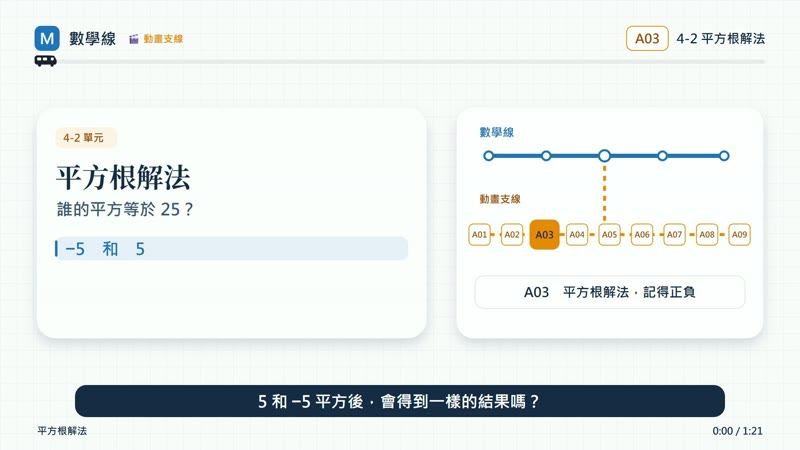 M 數學線 動畫支線
A03 4-2 平方根解法
4-2 單元
平方根解法
誰的平方等於 25？
−5 和 5
數學線
動畫支線
A01 A02 A03 A04 A05 A06 A07 A08 A09
A03 平方根解法，記得正負
5 和 −5 平方後，會得到一樣的結果嗎？
平方根解法
0:00 / 1:21